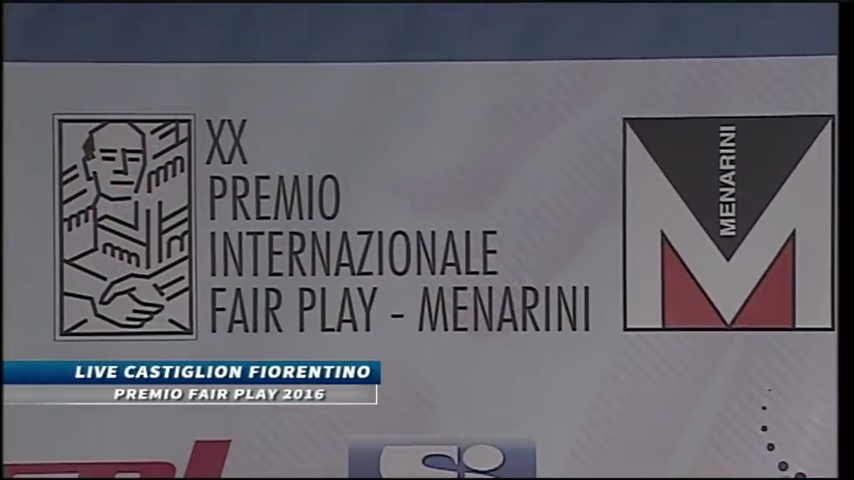 XX
PREMIO
INTERNAZIONALE
FAIR PLAY - MENARINI
MENARINI
LIVE CASTIGLION FIORENTINO
PREMIO FAIR PLAY 2016